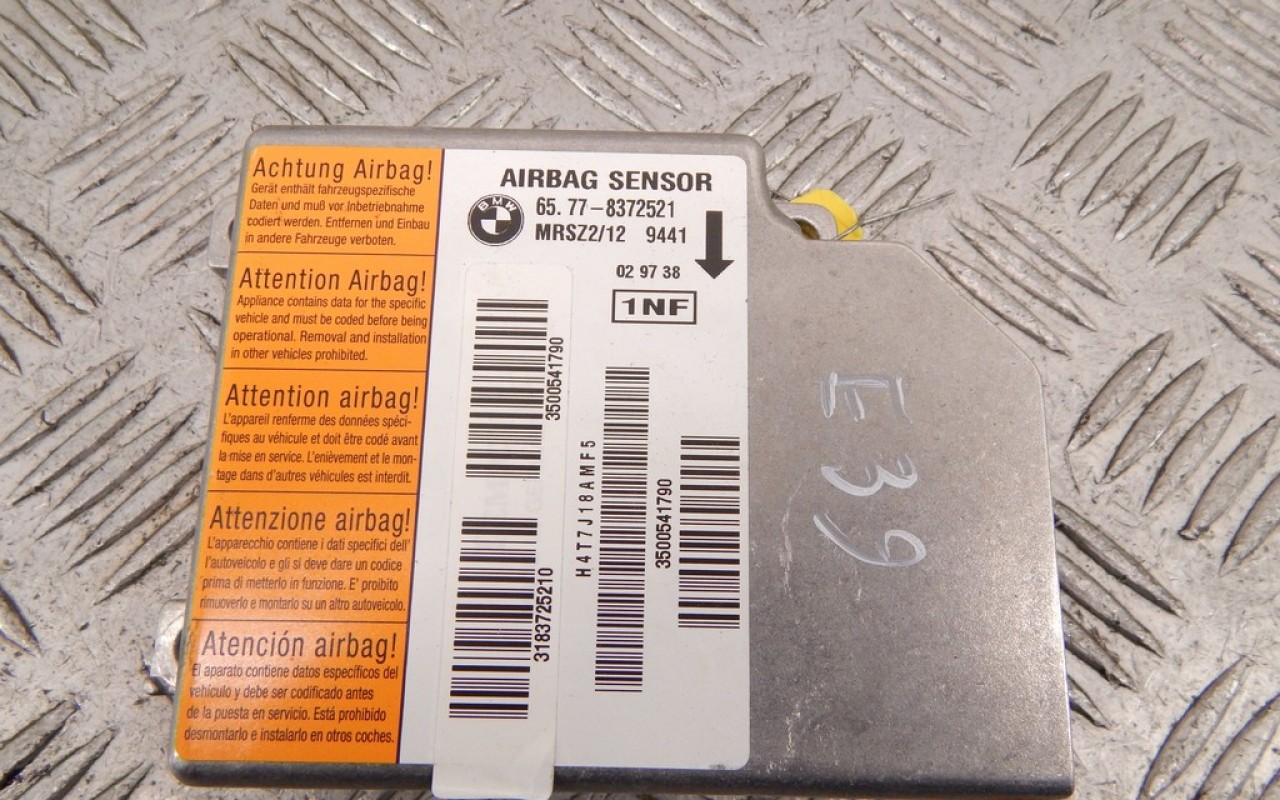 Achtung Airbag!
Gerät enthält fahrzeugspezifische
Daten und muß vor Inbetriebnahme
codiert werden. Entfernen und Einbau
in andere Fahrzeuge verboten.
Attention Airbag!
Appliance contains data for the specific
vehicle and must be coded before being
operational. Removal and installation
in other vehicles prohibited.
Attention airbag!
L'appareil renferme des données spéci-
fiques au véhicule et doit être codé avant
la mise en service. L'enièvement et le mon-
tage dans d'autres véhicules est interdit.
Attenzione airbag!
L'apparecchio contiene i dati specifici dell'
l'autoveicolo e gli si deve dare un codice
prima di metterlo in funzione. E' proibito
rimuoverlo e montarlo su un altro autoveicolo.
Atención airbag!
El aparato contiene datos específicos del
vehículo y debe ser codificado antes
de la puesta en servicio. Está prohibido
desmontarlo e instalarlo en otros coches.
AIRBAG SENSOR
BMW
65.77-8372521
MRSZ2/12 9441
02 97 38
1NF
3500541790
3183725210
H4T7J18AMF5
3500541790
E39